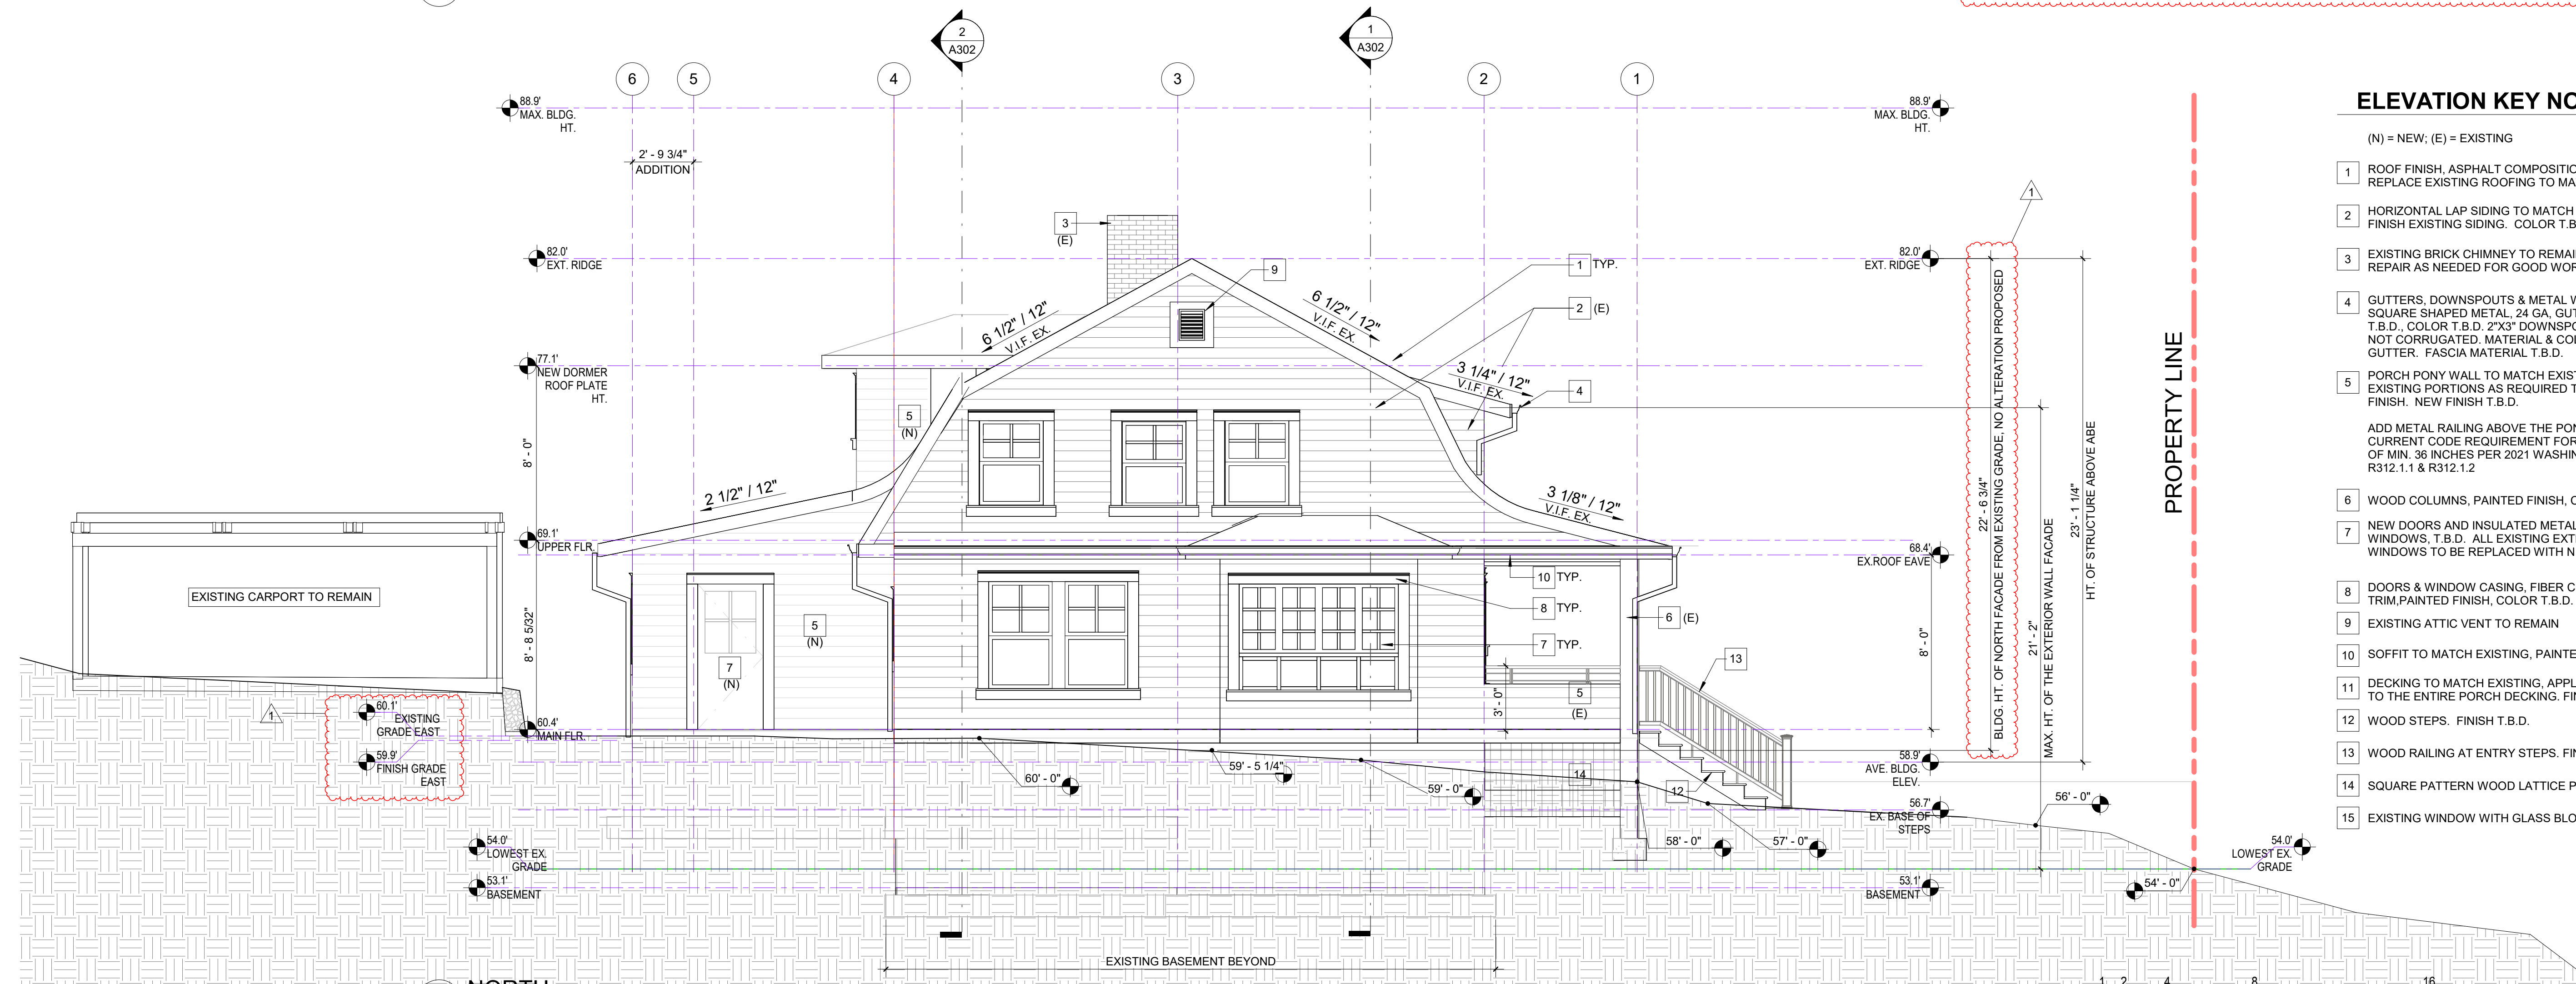 2
A302
1
A302
6
5
4
3
2
1
88.9'
MAX. BLDG.
HT.
88.9'
MAX. BLDG.
HT.
2' - 9 3/4"
ADDITION
3
(E)
82.0'
EXT. RIDGE
82.0'
EXT. RIDGE
9
1 TYP.
2 (E)
6 1/2" / 12"
V.I.F. EX.
6 1/2" / 12"
V.I.F. EX.
3 1/4" / 12"
V.I.F. EX.
4
77.1'
NEW DORMER
ROOF PLATE
HT.
5
(N)
8' - 0"
2 1/2" / 12"
3 1/8" / 12"
V.I.F. EX.
69.1'
UPPER FLR.
68.4'
EX.ROOF EAVE
EXISTING CARPORT TO REMAIN
8' - 8 5/32"
5
(N)
7
(N)
10 TYP.
8 TYP.
7 TYP.
6 (E)
13
5
(E)
3' - 0"
8' - 0"
1
60.1'
EXISTING
GRADE EAST
59.9'
FINISH GRADE
EAST
60.4'
MAIN FLR.
58.9'
AVE. BLDG.
ELEV.
60' - 0"
59' - 5 1/4"
59' - 0"
14
12
58' - 0"
57' - 0"
56.7'
EX. BASE OF
STEPS
56' - 0"
54.0'
LOWEST EX.
GRADE
54.0'
LOWEST EX.
GRADE
53.1'
BASEMENT
53.1'
BASEMENT
54' - 0"
EXISTING BASEMENT BEYOND
1
22' - 6 3/4"
BLDG. HT. OF NORTH FACADE FROM EXISTING GRADE, NO ALTERATION PROPOSED
21' - 2"
MAX. HT. OF THE EXTERIOR WALL FACADE
23' - 1 1/4"
HT. OF STRUCTURE ABOVE ABE
PROPERTY LINE
ELEVATION KEY NO
(N) = NEW; (E) = EXISTING
1 ROOF FINISH, ASPHALT COMPOSITIO
REPLACE EXISTING ROOFING TO MA
2 HORIZONTAL LAP SIDING TO MATCH
FINISH EXISTING SIDING. COLOR T.B
3 EXISTING BRICK CHIMNEY TO REMAI
REPAIR AS NEEDED FOR GOOD WOR
4 GUTTERS, DOWNSPOUTS & METAL W
SQUARE SHAPED METAL, 24 GA, GUT
T.B.D., COLOR T.B.D. 2"X3" DOWNSPO
NOT CORRUGATED. MATERIAL & COL
GUTTER. FASCIA MATERIAL T.B.D.
5 PORCH PONY WALL TO MATCH EXIST
EXISTING PORTIONS AS REQUIRED T
FINISH. NEW FINISH T.B.D.
ADD METAL RAILING ABOVE THE PON
CURRENT CODE REQUIREMENT FOR
OF MIN. 36 INCHES PER 2021 WASHIN
R312.1.1 & R312.1.2
6 WOOD COLUMNS, PAINTED FINISH, C
7 NEW DOORS AND INSULATED METAL
WINDOWS, T.B.D. ALL EXISTING EXT
WINDOWS TO BE REPLACED WITH N
8 DOORS & WINDOW CASING, FIBER C
TRIM,PAINTED FINISH, COLOR T.B.D.
9 EXISTING ATTIC VENT TO REMAIN
10 SOFFIT TO MATCH EXISTING, PAINTE
11 DECKING TO MATCH EXISTING, APPL
TO THE ENTIRE PORCH DECKING. FIN
12 WOOD STEPS. FINISH T.B.D.
13 WOOD RAILING AT ENTRY STEPS. FIN
14 SQUARE PATTERN WOOD LATTICE P
15 EXISTING WINDOW WITH GLASS BLO
NORTH
1 2 4 8 16